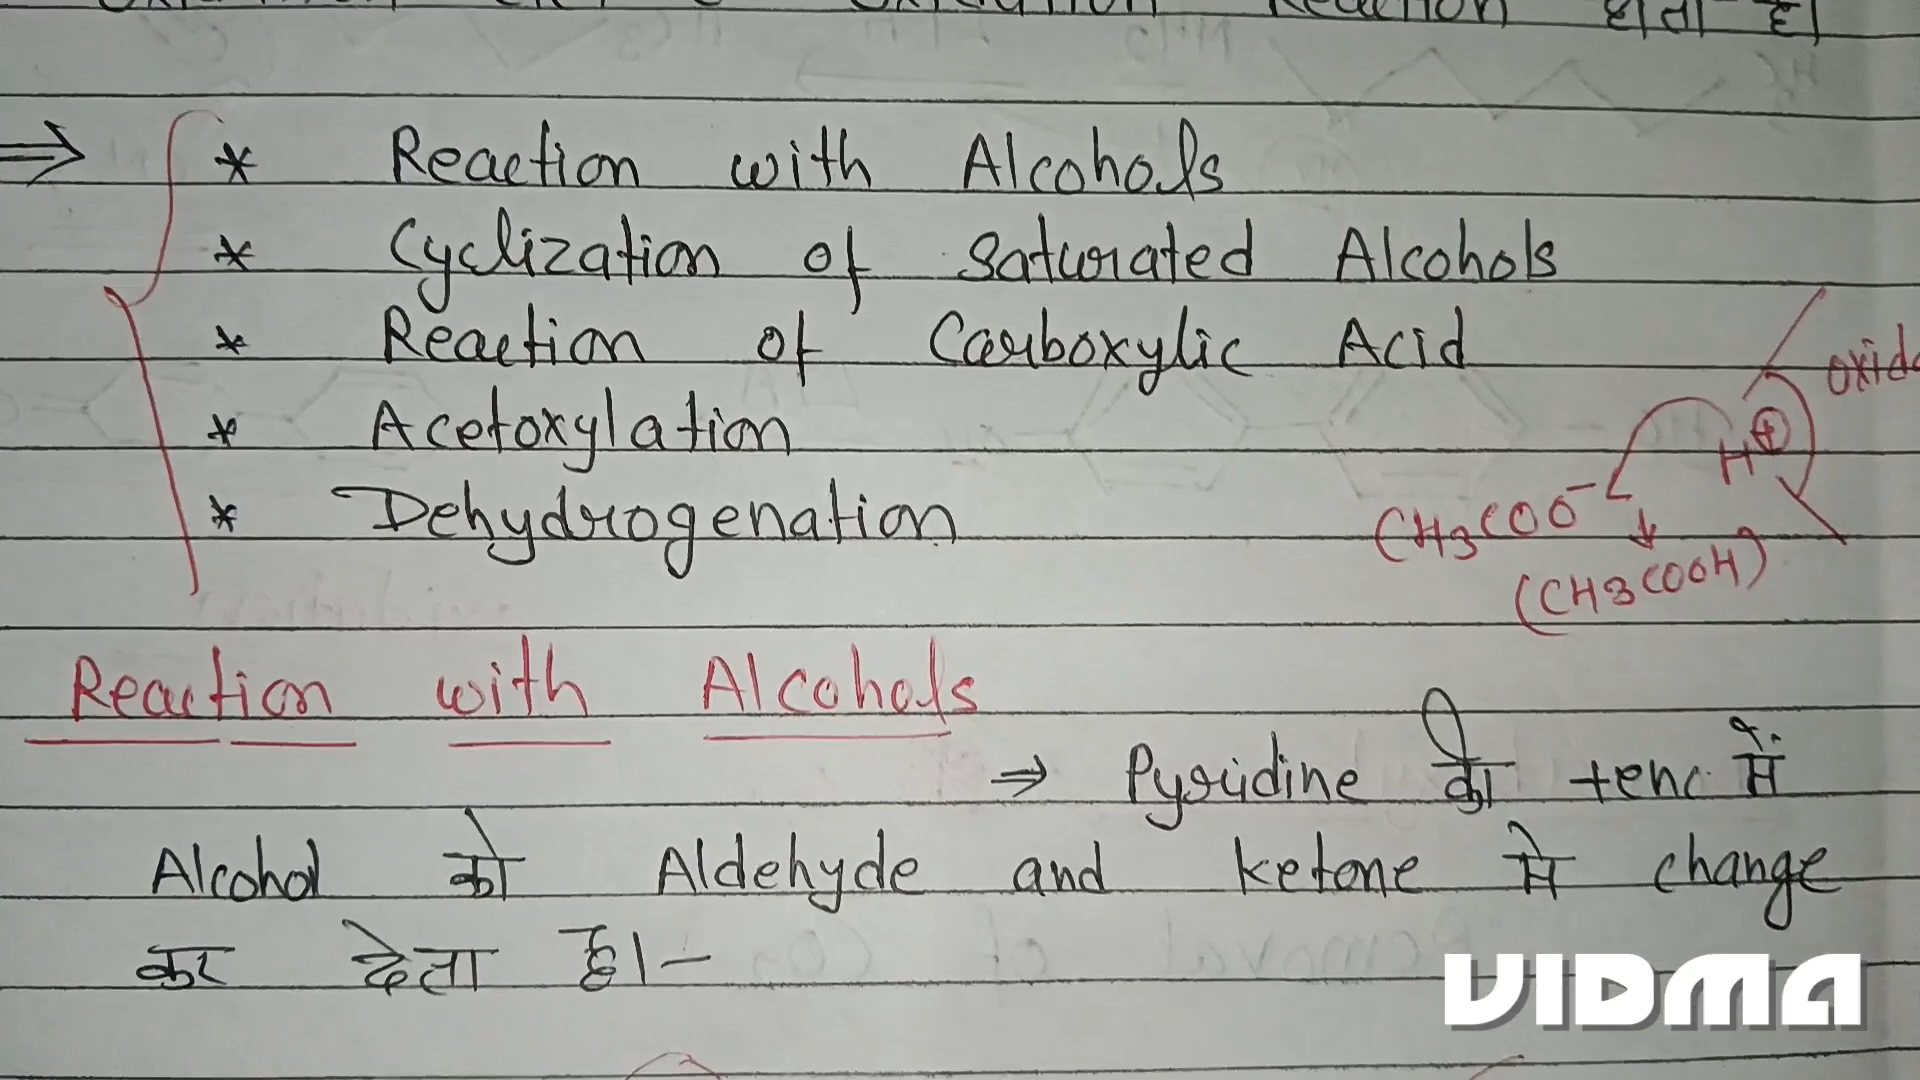 Reaction होता है।
⇒ * Reaction with Alcohols
* Cyclization of Saturated Alcohols
* Reaction of Carboxylic Acid
* Acetoxylation
* Dehydrogenation
H⊕
CH3COO⁻
(CH3COOH)
Reaction with Alcohols
⇒ Pyridine की tenc. में
Alcohol को Aldehyde and ketone मे change
कर देता है।-
VIDMA